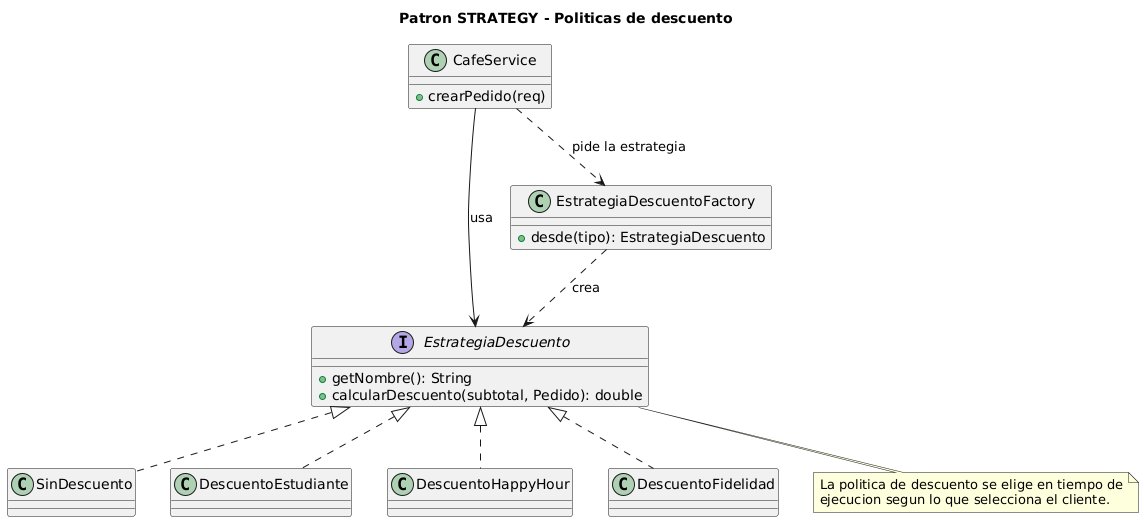 Patron STRATEGY - Politicas de descuento
C CafeService
crearPedido(req)
pide la estrategia
C EstrategiaDescuentoFactory
desde(tipo): EstrategiaDescuento
usa
crea
I EstrategiaDescuento
getNombre(): String
calcularDescuento(subtotal, Pedido): double
C SinDescuento
C DescuentoEstudiante
C DescuentoHappyHour
C DescuentoFidelidad
La politica de descuento se elige en tiempo de
ejecucion segun lo que selecciona el cliente.